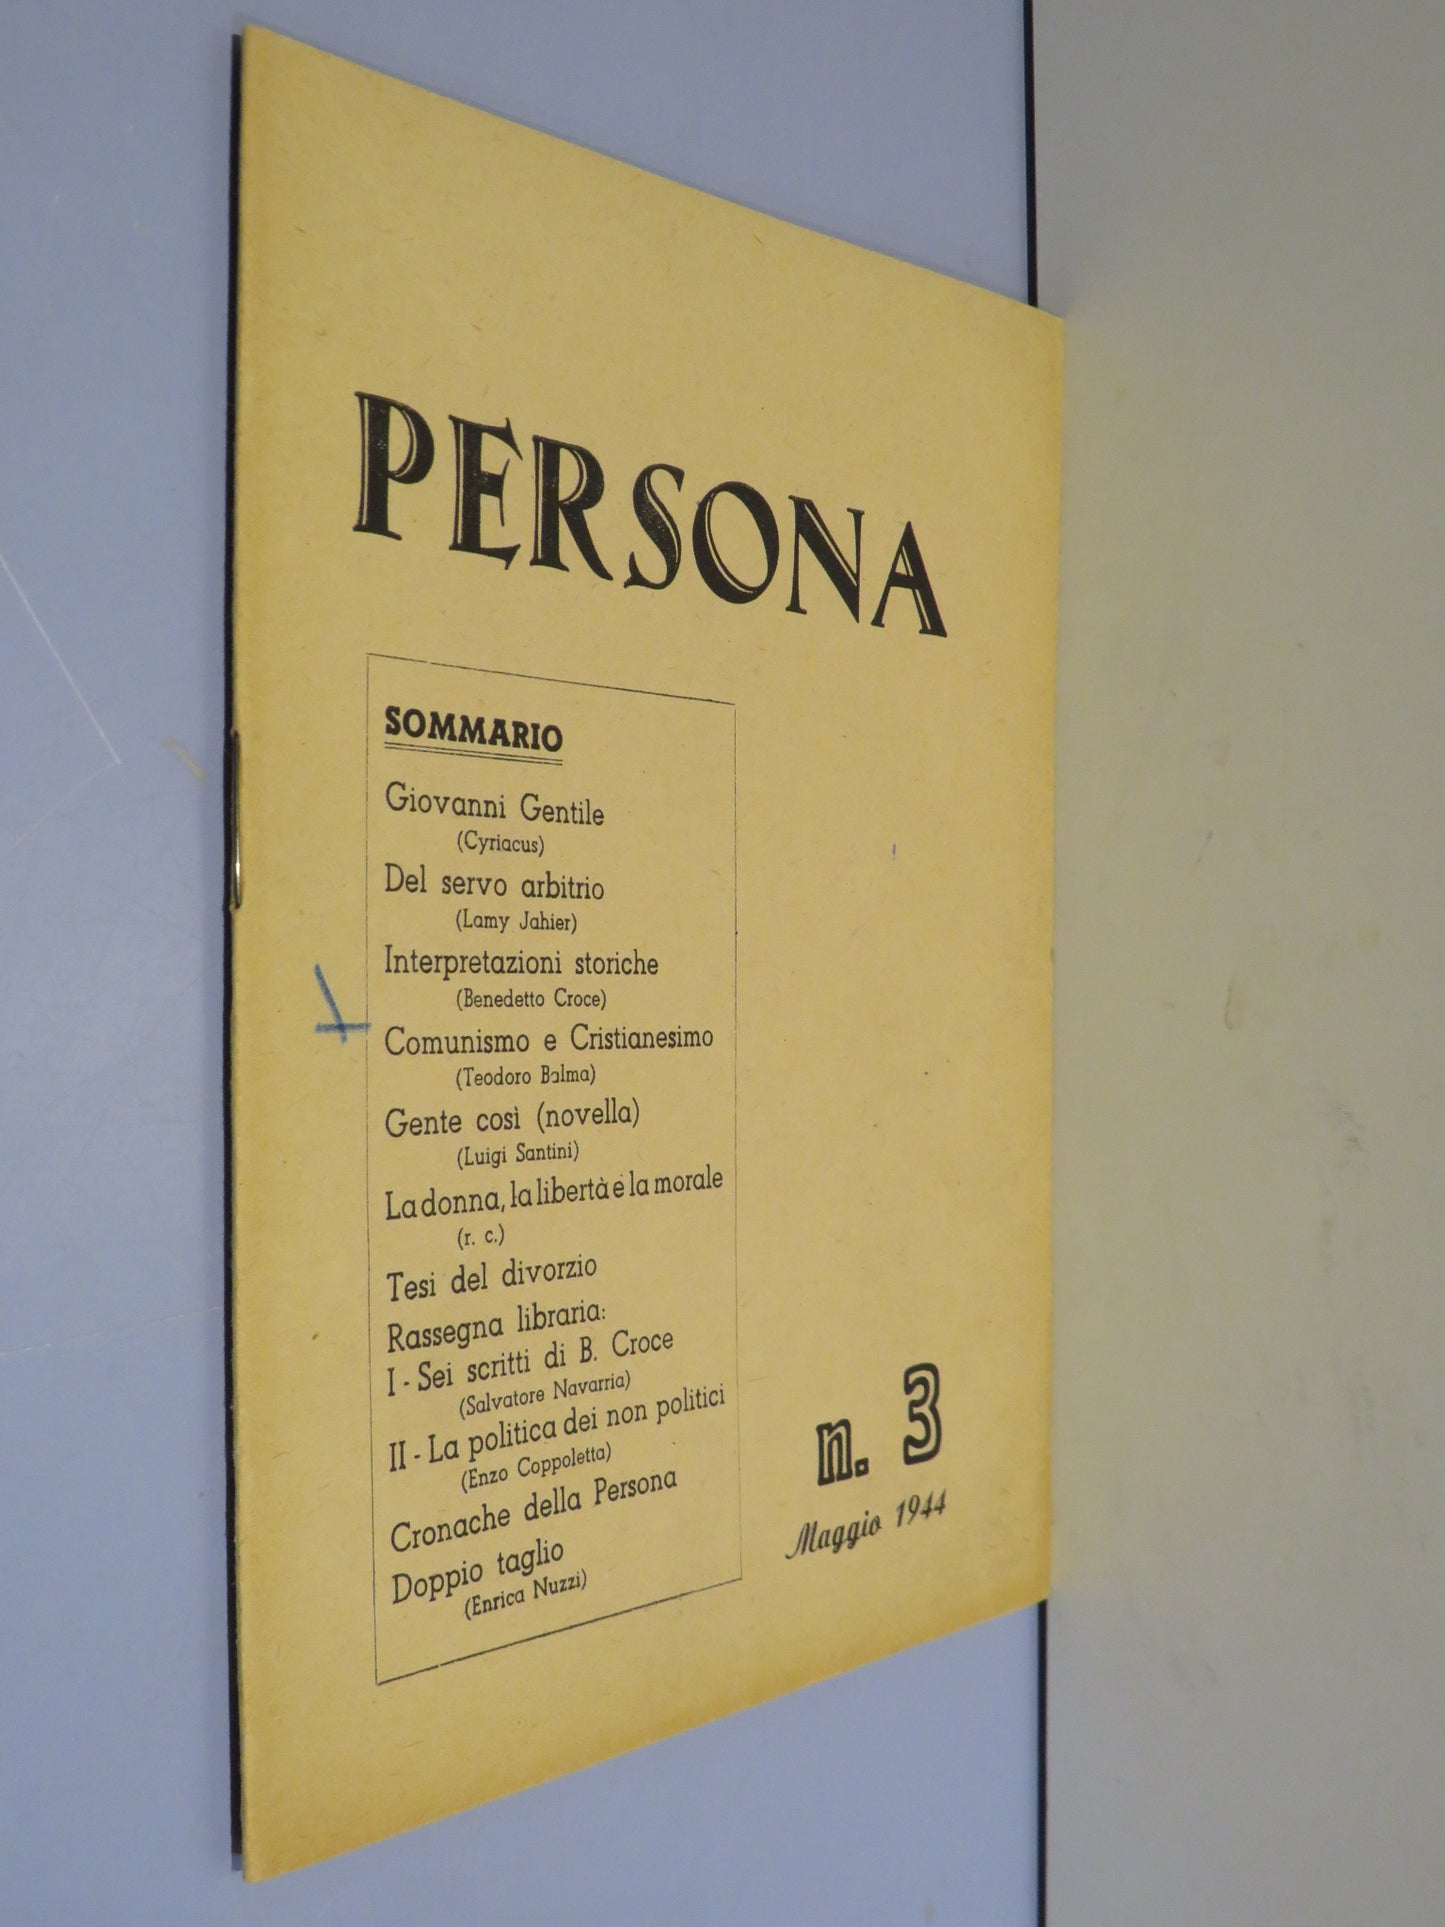 PERSONA
SOMMARIO
Giovanni Gentile
(Cyriacus)
Del servo arbitrio
(Lamy Jahier)
Interpretazioni storiche
(Benedetto Croce)
Comunismo e Cristianesimo
(Teodoro Balma)
Gente così (novella)
(Luigi Santini)
La donna, la libertà e la morale
(r. c.)
Tesi del divorzio
Rassegna libraria:
I - Sei scritti di B. Croce
(Salvatore Navarria)
II - La politica dei non politici
(Enzo Coppoletta)
Cronache della Persona
Doppio taglio
(Enrica Nuzzi)
n. 3
Maggio 1944